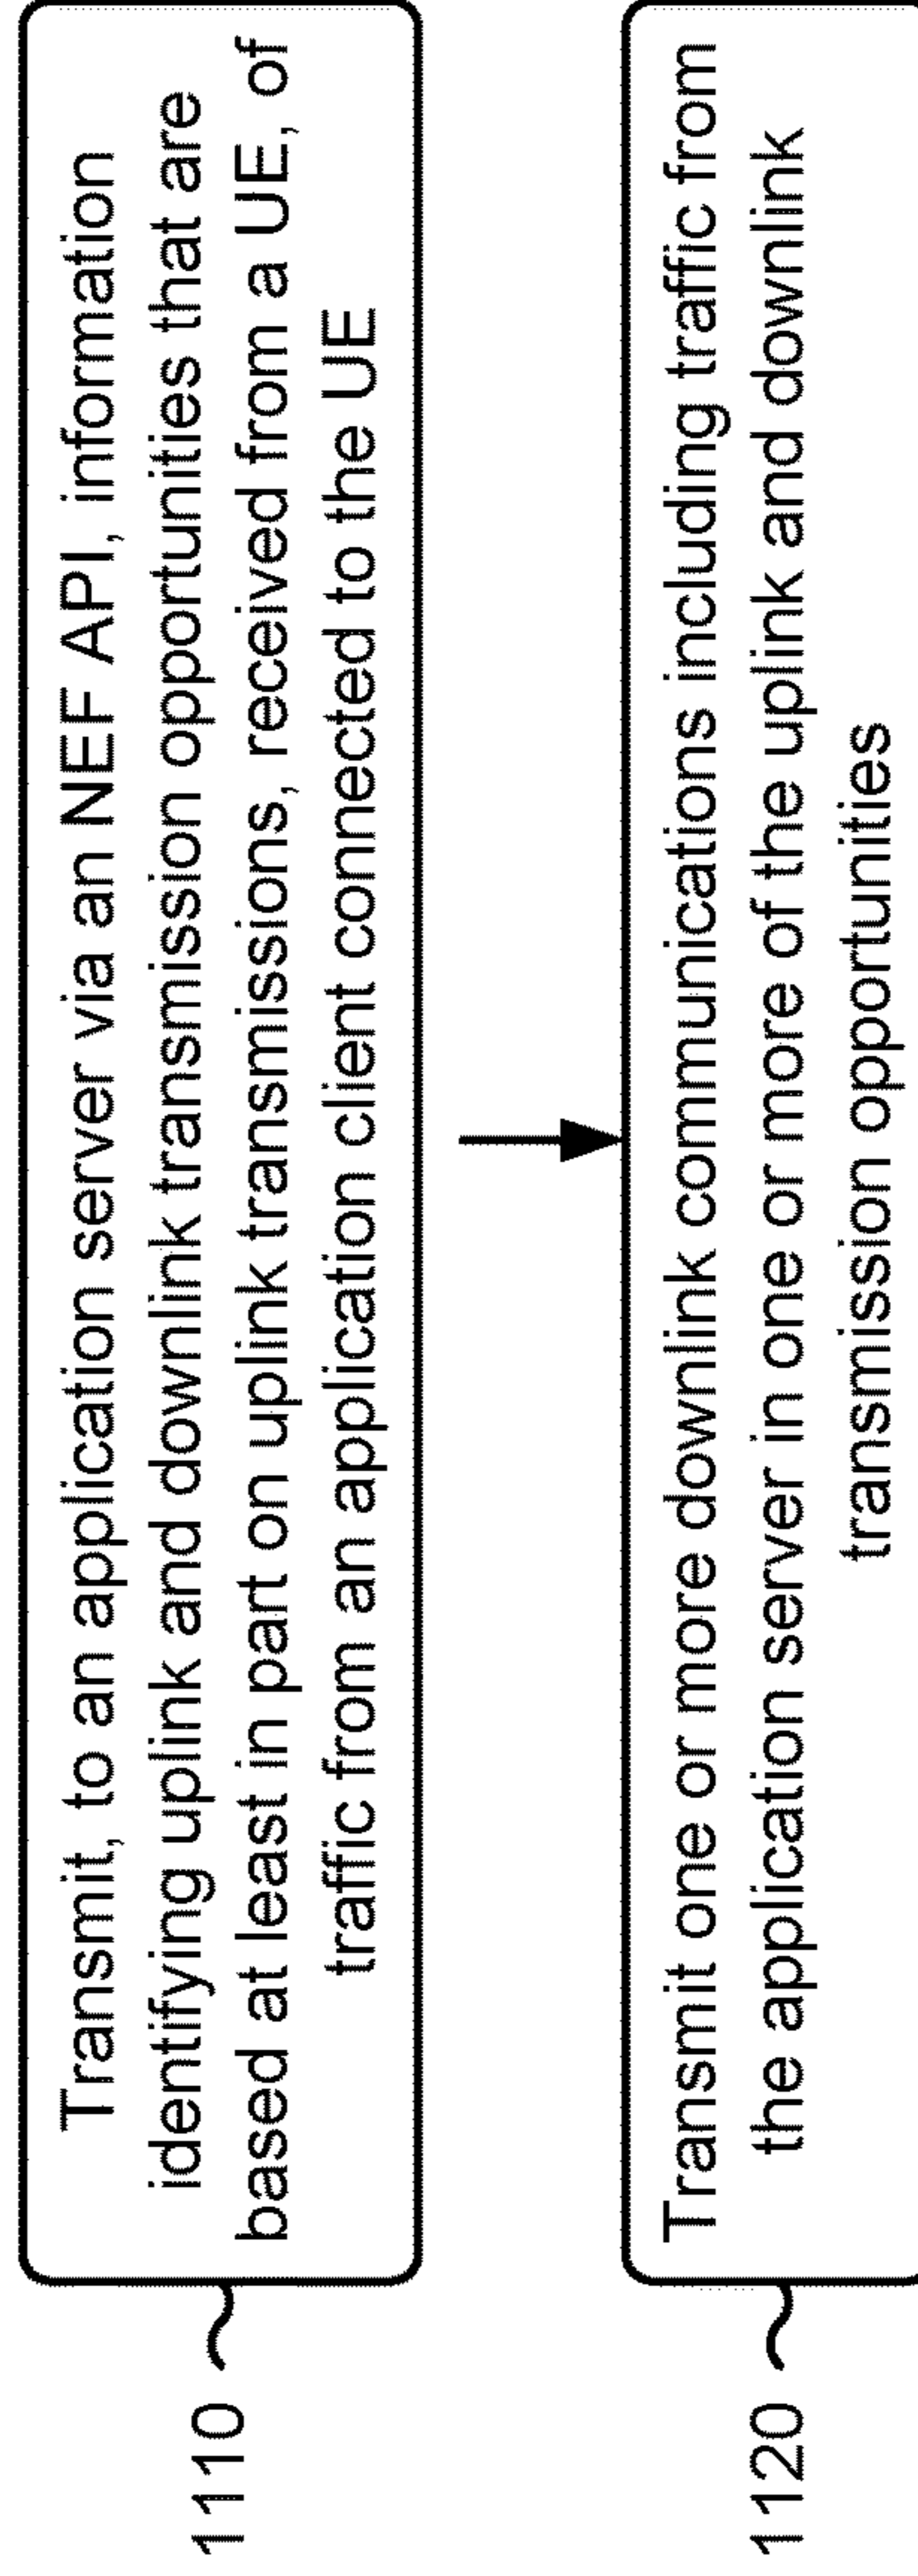 1110
Transmit, to an application server via an NEF API, information
identifying uplink and downlink transmission opportunities that are
based at least in part on uplink transmissions, received from a UE, of
traffic from an application client connected to the UE
1120
Transmit one or more downlink communications including traffic from
the application server in one or more of the uplink and downlink
transmission opportunities